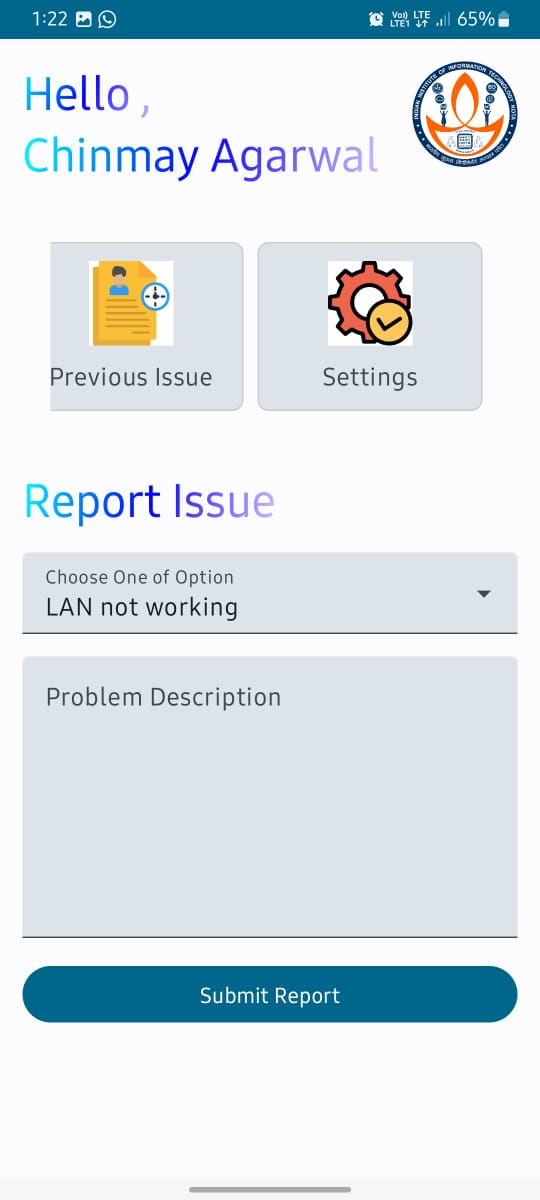 1:22
Vo)) LTE
LTE1
65%
Hello ,
Chinmay Agarwal
INDIAN INSTITUTE OF INFORMATION TECHNOLOGY KOTA
Previous Issue
Settings
Report Issue
Choose One of Option
LAN not working
Problem Description
Submit Report